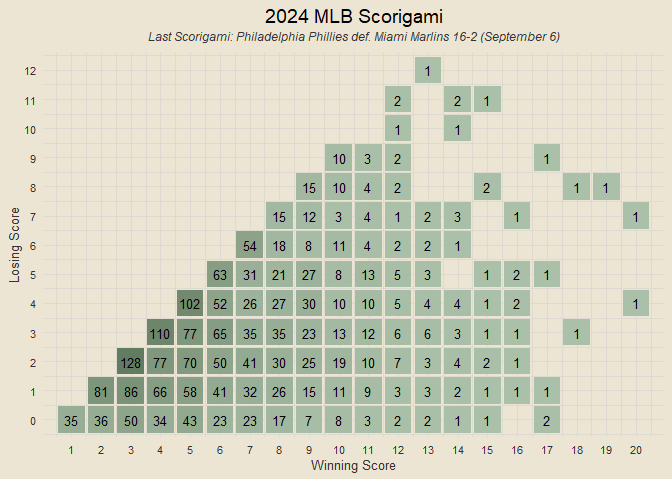 2024 MLB Scorigami
Last Scorigami: Philadelphia Phillies def. Miami Marlins 16-2 (September 6)
Losing Score
12 1
11 2 2 1
10 1 1
9 10 3 2 1
8 15 10 4 2 2 1 1
7 15 12 3 4 1 2 3 1 1
6 54 18 8 11 4 2 2 1
5 63 31 21 27 8 13 5 3 1 2 1
4 102 52 26 27 30 10 10 5 4 4 1 2 1
3 110 77 65 35 35 23 13 12 6 6 3 1 1 1
2 128 77 70 50 41 30 25 19 10 7 3 4 2 1
1 81 86 66 58 41 32 26 15 11 9 3 3 2 1 1 1
0 35 36 50 34 43 23 23 17 7 8 3 2 2 1 1 2
1 2 3 4 5 6 7 8 9 10 11 12 13 14 15 16 17 18 19 20
Winning Score